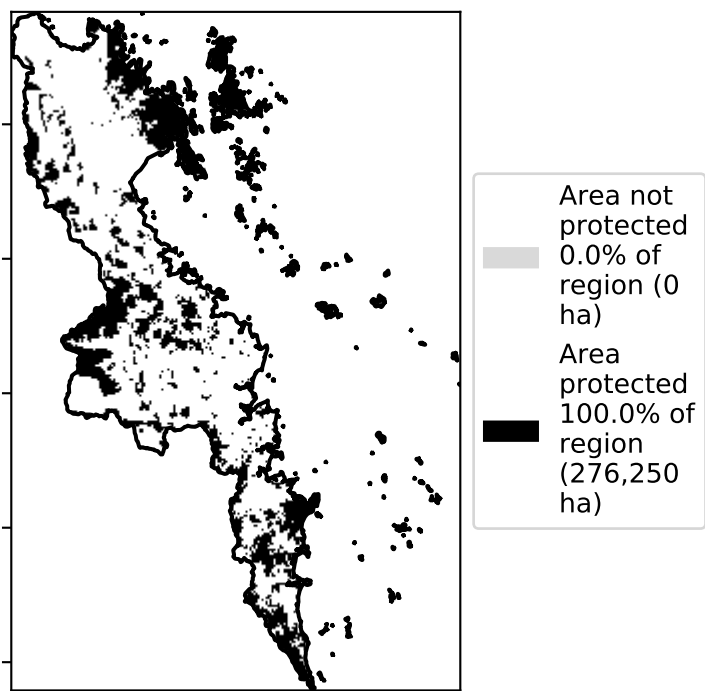 Area not
protected
0.0% of
region (0
ha)
Area
protected
100.0% of
region
(276,250
ha)